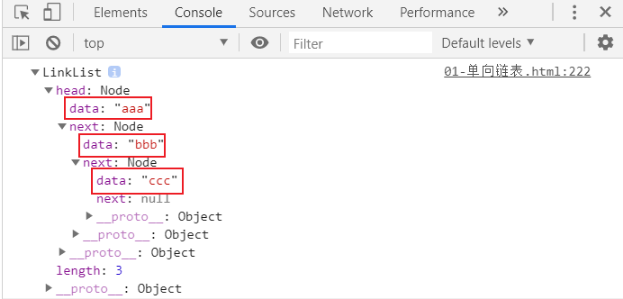 Elements Console Sources Network Performance »
top Filter Default levels
LinkList i 01-单向链表.html:222
head: Node
data: "aaa"
next: Node
data: "bbb"
next: Node
data: "ccc"
next: null
__proto__: Object
__proto__: Object
__proto__: Object
length: 3
__proto__: Object